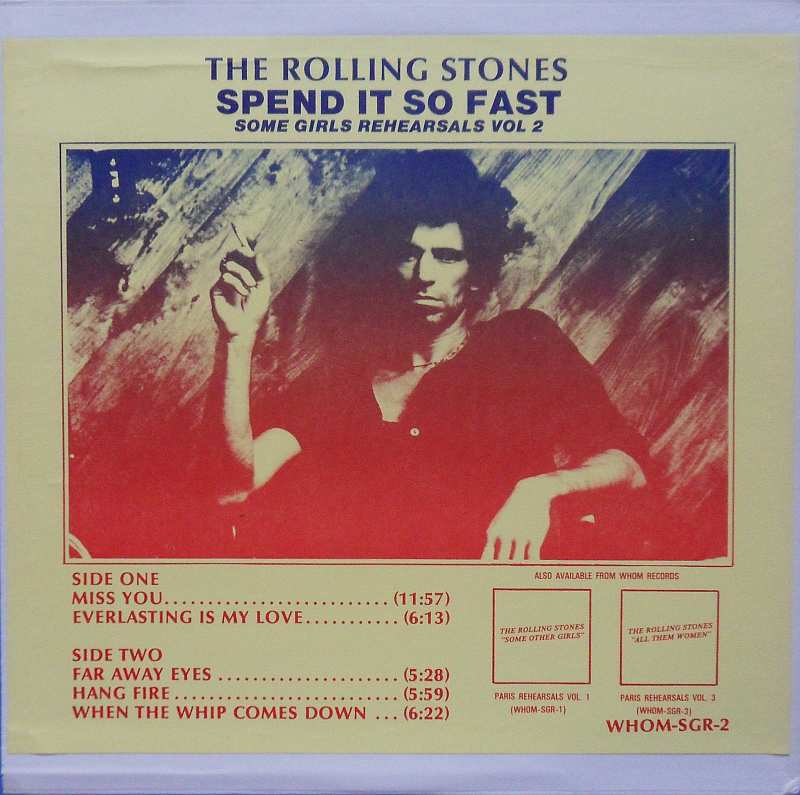 THE ROLLING STONES
SPEND IT SO FAST
SOME GIRLS REHEARSALS VOL 2
SIDE ONE
MISS YOU..........................(11:57)
EVERLASTING IS MY LOVE...........(6:13)
SIDE TWO
FAR AWAY EYES .....................(5:28)
HANG FIRE..........................(5:59)
WHEN THE WHIP COMES DOWN ...(6:22)
ALSO AVAILABLE FROM WHOM RECORDS
THE ROLLING STONES
"SOME OTHER GIRLS"
PARIS REHEARSALS VOL. 1
(WHOM-SGR-1)
THE ROLLING STONES
"ALL THEM WOMEN"
PARIS REHEARSALS VOL. 3
(WHOM-SGR-3)
WHOM-SGR-2